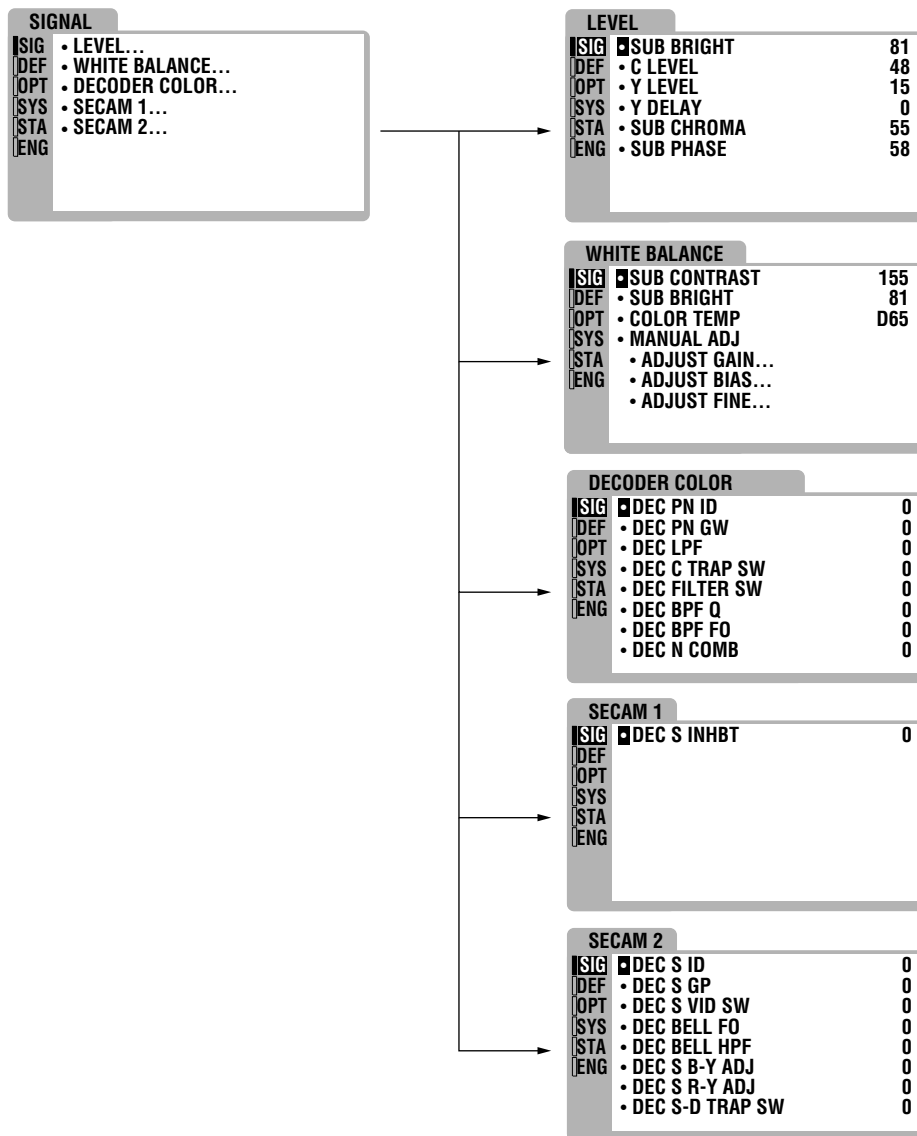 SIGNAL
SIG • LEVEL...
DEF • WHITE BALANCE...
OPT • DECODER COLOR...
SYS • SECAM 1...
STA • SECAM 2...
ENG
LEVEL
SIG • SUB BRIGHT 81
DEF • C LEVEL 48
OPT • Y LEVEL 15
SYS • Y DELAY 0
STA • SUB CHROMA 55
ENG • SUB PHASE 58
WHITE BALANCE
SIG • SUB CONTRAST 155
DEF • SUB BRIGHT 81
OPT • COLOR TEMP D65
SYS • MANUAL ADJ
STA • ADJUST GAIN...
ENG • ADJUST BIAS...
• ADJUST FINE...
DECODER COLOR
SIG • DEC PN ID 0
DEF • DEC PN GW 0
OPT • DEC LPF 0
SYS • DEC C TRAP SW 0
STA • DEC FILTER SW 0
ENG • DEC BPF Q 0
• DEC BPF FO 0
• DEC N COMB 0
SECAM 1
SIG • DEC S INHBT 0
DEF
OPT
SYS
STA
ENG
SECAM 2
SIG • DEC S ID 0
DEF • DEC S GP 0
OPT • DEC S VID SW 0
SYS • DEC BELL FO 0
STA • DEC BELL HPF 0
ENG • DEC S B-Y ADJ 0
• DEC S R-Y ADJ 0
• DEC S-D TRAP SW 0